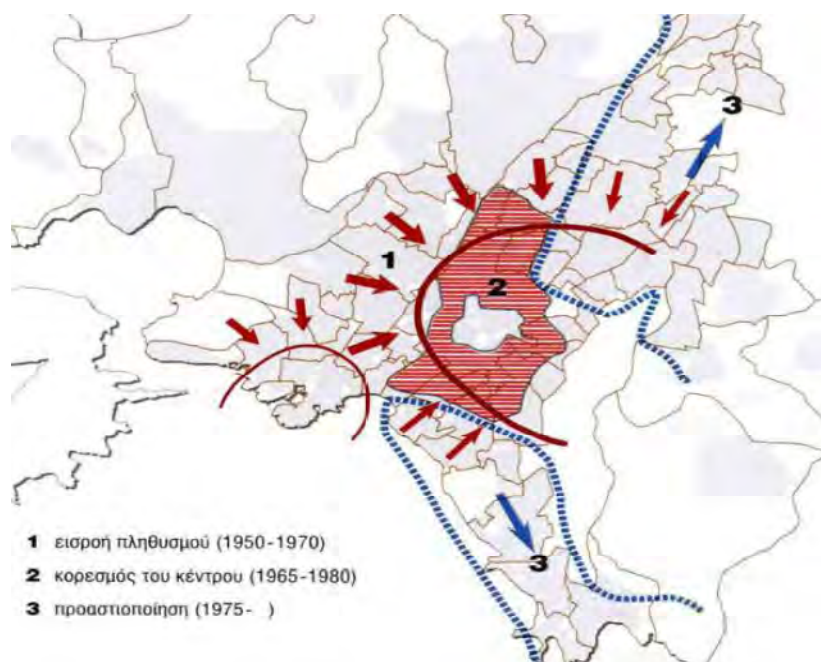 3
1
2
3
1 εισροή πληθυσμού (1950-1970)
2 κορεσμός του κέντρου (1965-1980)
3 προαστιοποίηση (1975- )